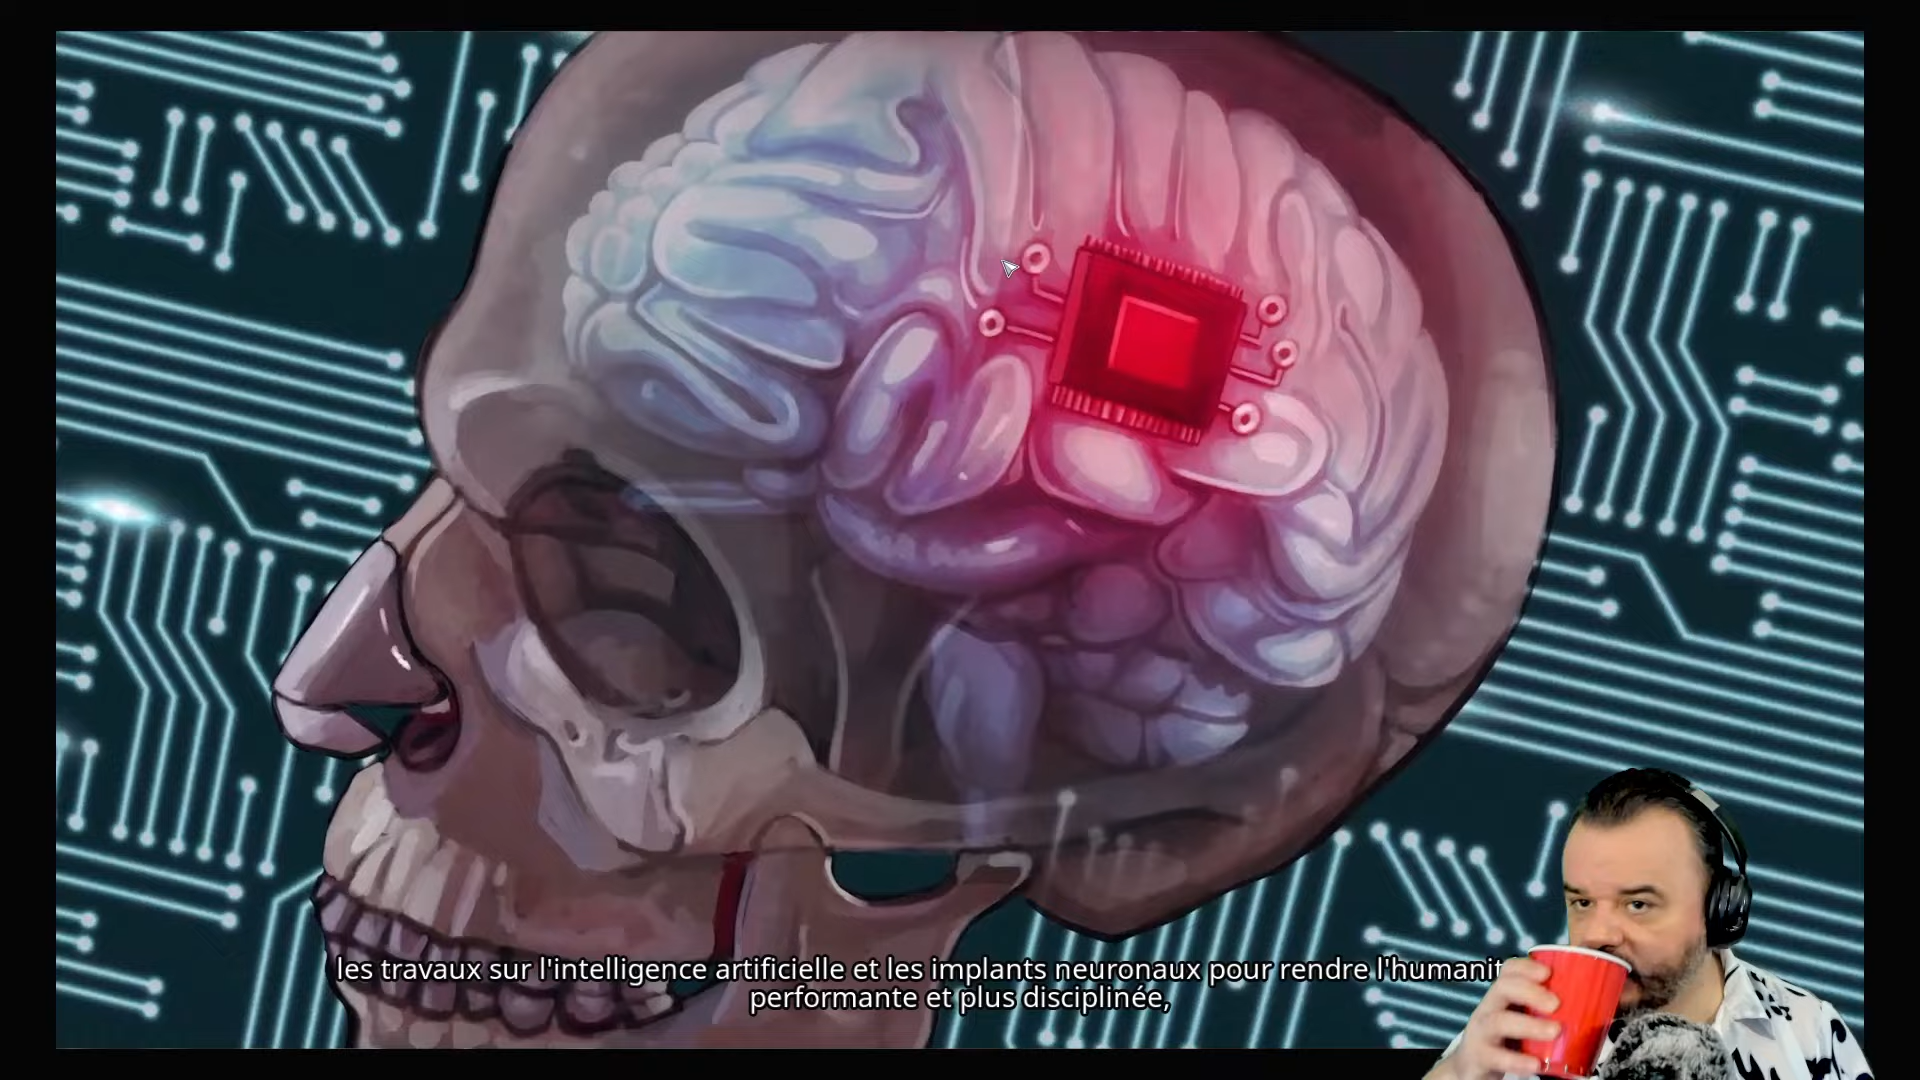 les travaux sur l'intelligence artificielle et les implants neuronaux pour rendre l'humanit
performante et plus disciplinée,